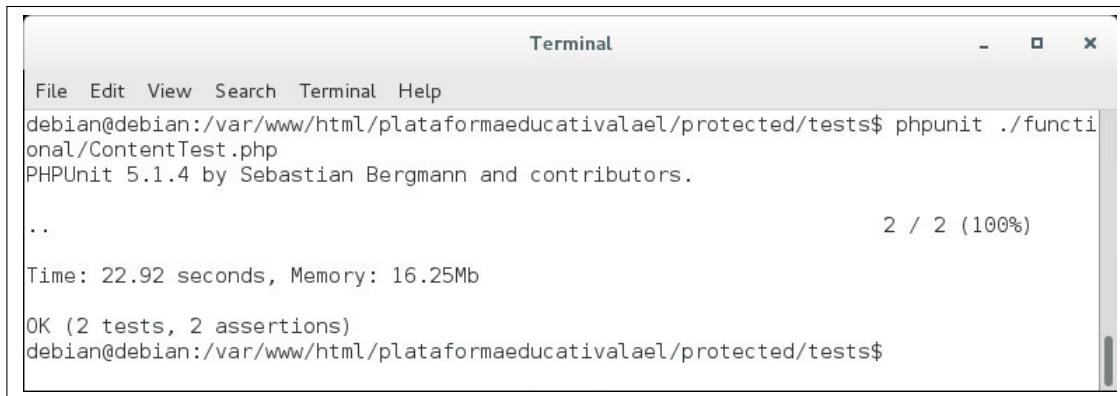 Terminal
File Edit View Search Terminal Help
debian@debian:/var/www/html/plataformaeducativalael/protected/tests$ phpunit ./functi
onal/ContentTest.php
PHPUnit 5.1.4 by Sebastian Bergmann and contributors.
.. 2 / 2 (100%)
Time: 22.92 seconds, Memory: 16.25Mb
OK (2 tests, 2 assertions)
debian@debian:/var/www/html/plataformaeducativalael/protected/tests$